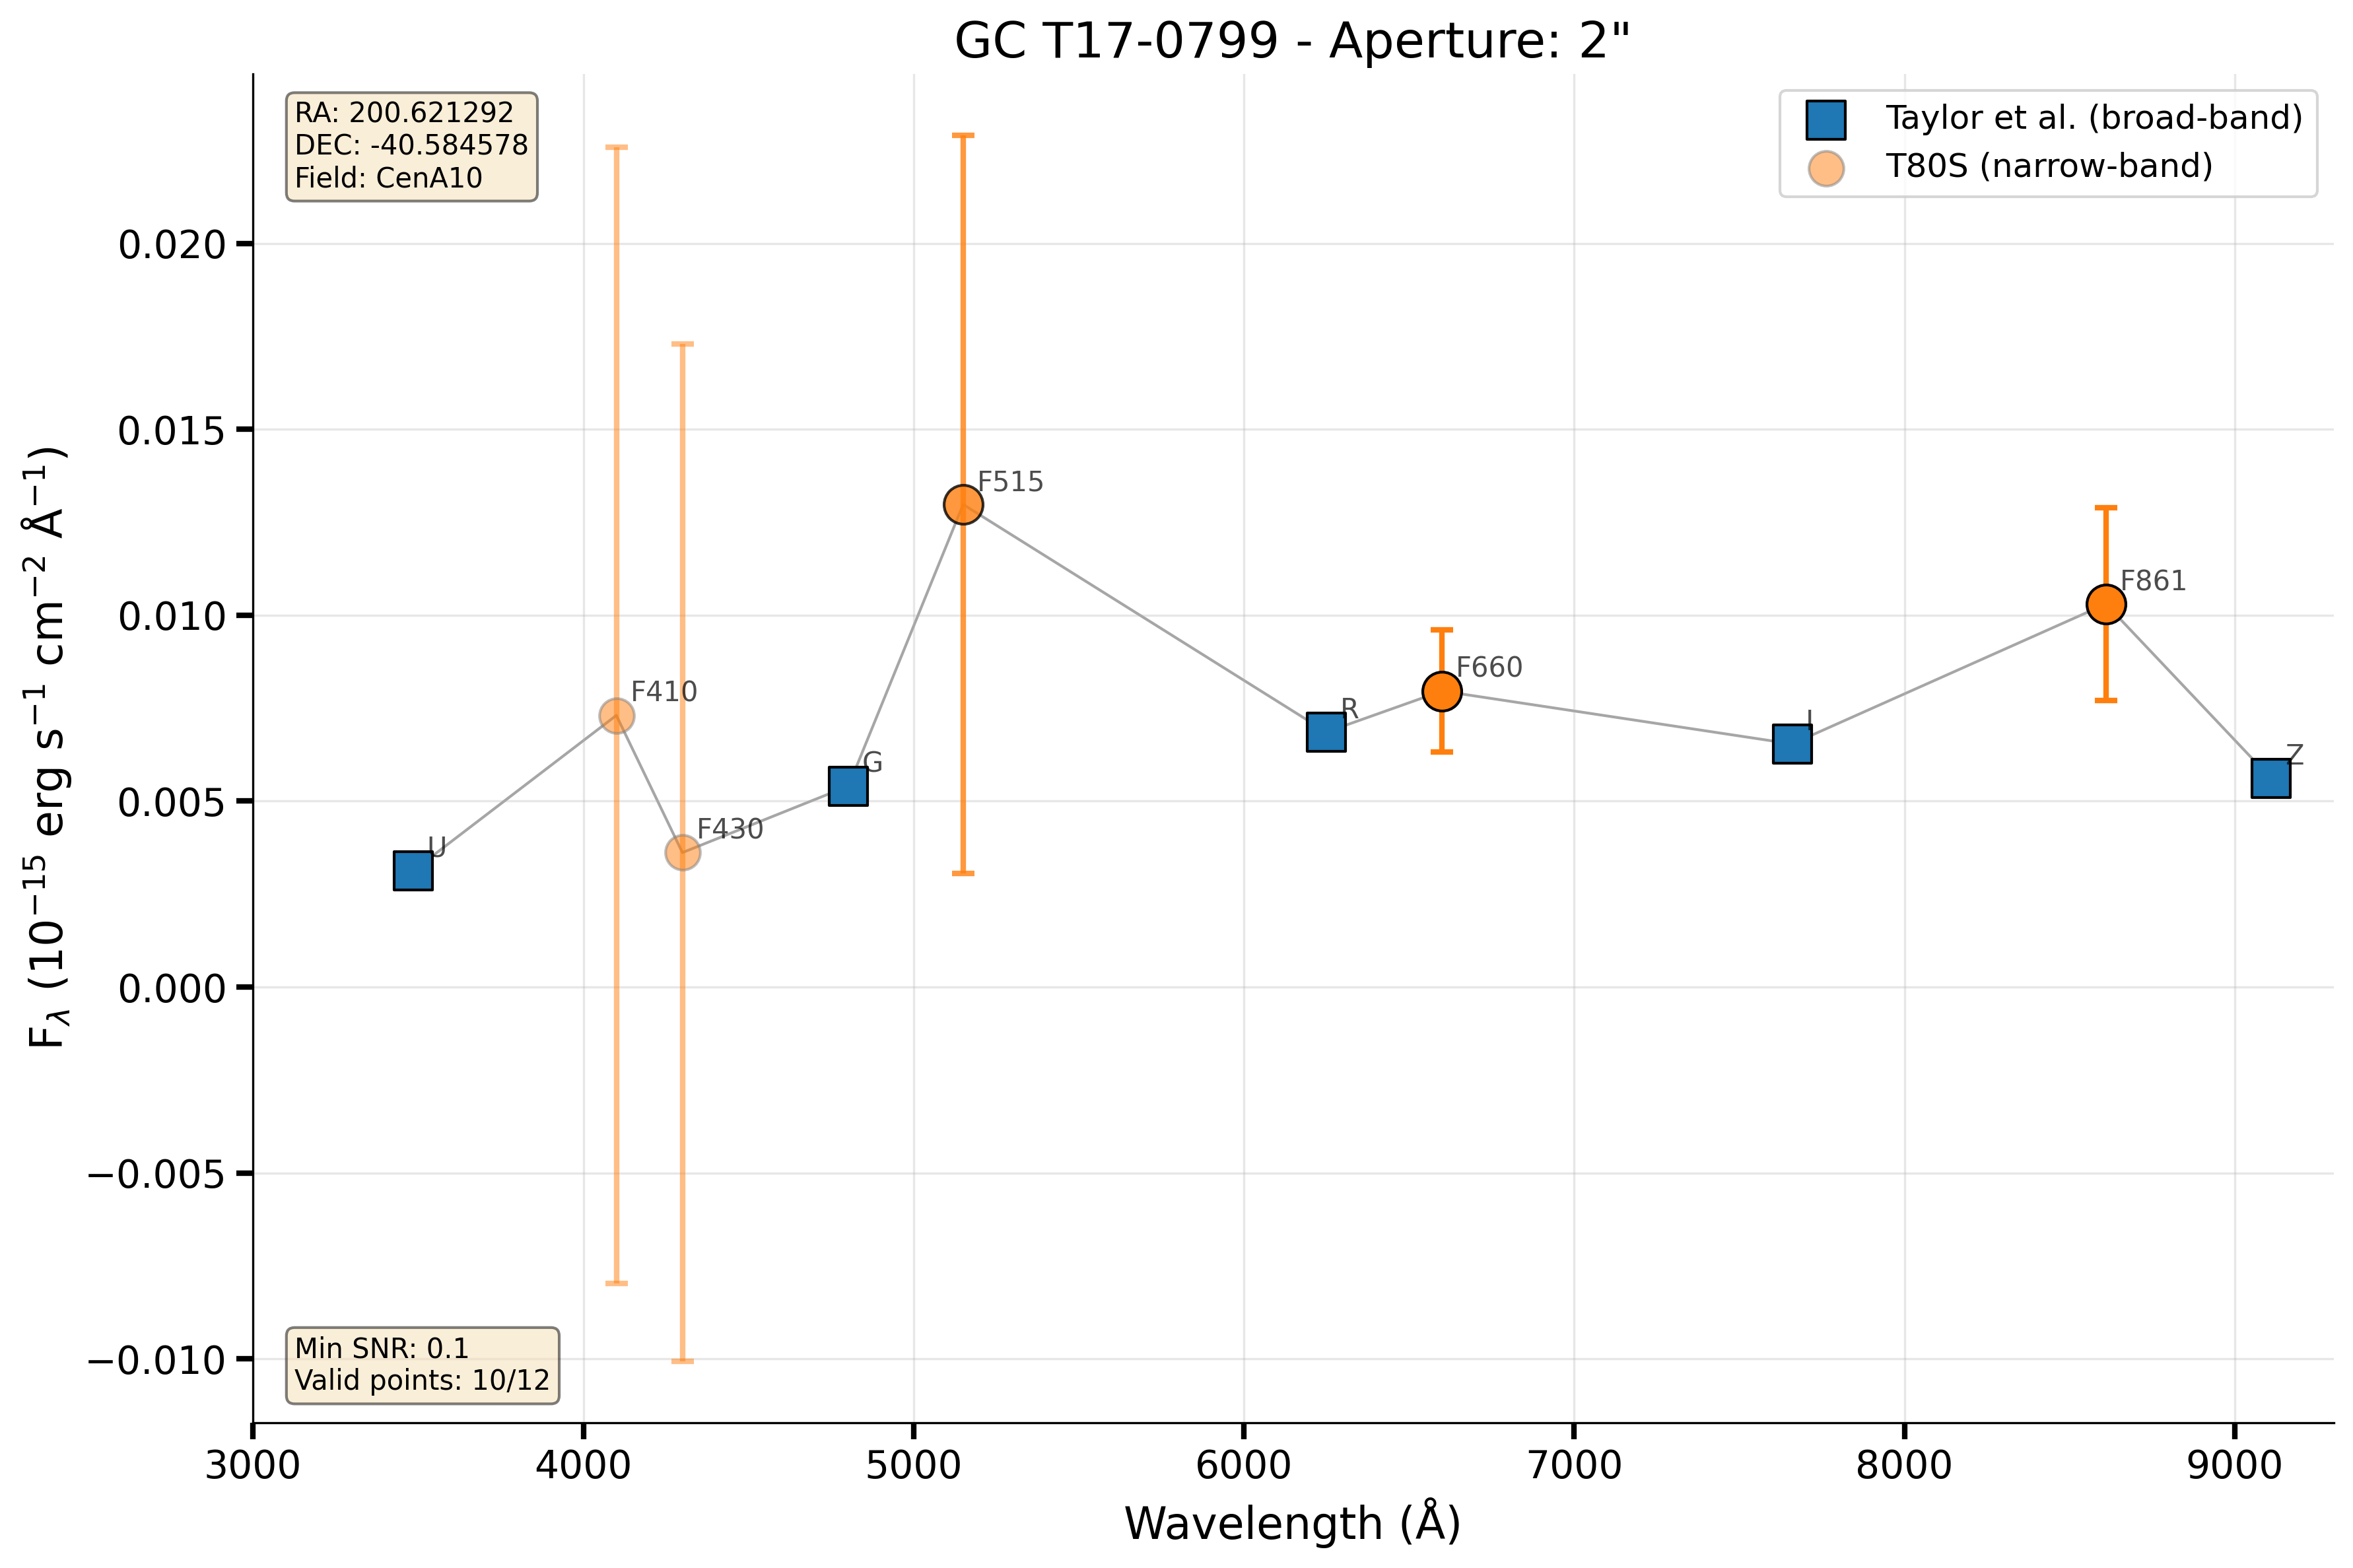 GC T17-0799 - Aperture: 2"
RA: 200.621292
DEC: -40.584578
Field: CenA10
Taylor et al. (broad-band)
T80S (narrow-band)
F_λ (10⁻¹⁵ erg s⁻¹ cm⁻² Å⁻¹)
0.020
0.015
0.010
0.005
0.000
−0.005
−0.010
U
F410
F430
G
F515
R
F660
I
F861
Z
Min SNR: 0.1
Valid points: 10/12
3000 4000 5000 6000 7000 8000 9000
Wavelength (Å)